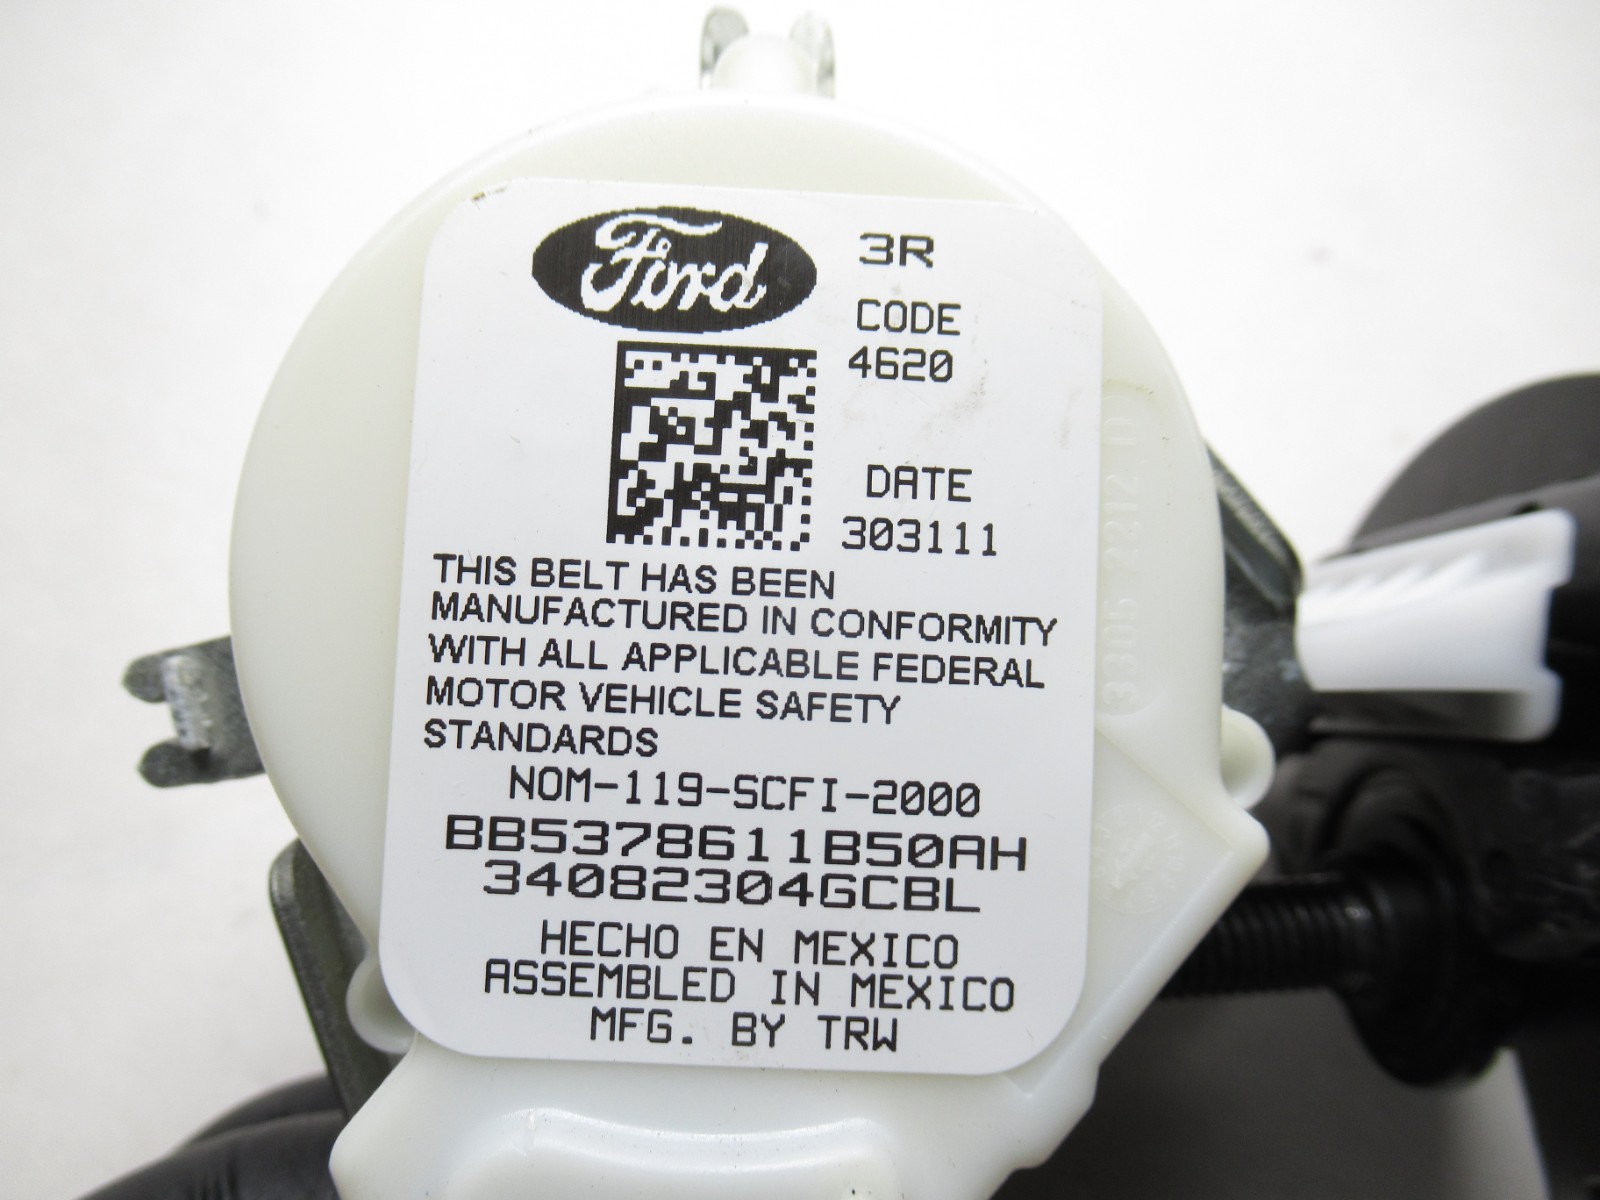 Ford
3R
CODE
4620
DATE
303111
THIS BELT HAS BEEN
MANUFACTURED IN CONFORMITY
WITH ALL APPLICABLE FEDERAL
MOTOR VEHICLE SAFETY
STANDARDS
NOM-119-SCFI-2000
BB5378611B50AH
34082304GCBL
HECHO EN MEXICO
ASSEMBLED IN MEXICO
MFG. BY TRW